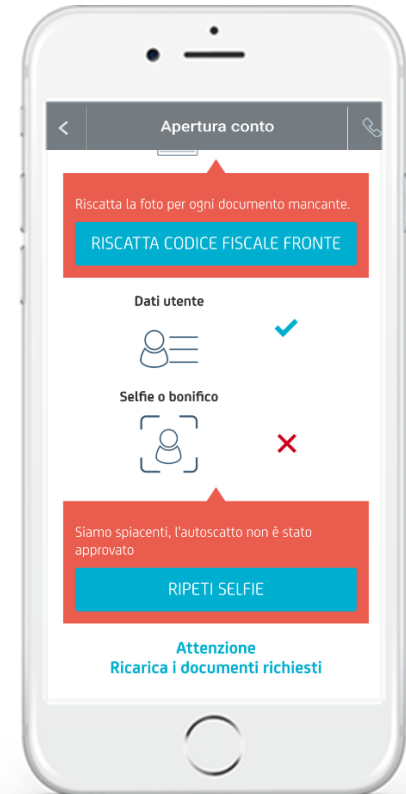 Apertura conto
Riscatta la foto per ogni documento mancante.
RISCATTA CODICE FISCALE FRONTE
Dati utente
Selfie o bonifico
Siamo spiacenti, l'autoscatto non è stato
approvato
RIPETI SELFIE
Attenzione
Ricarica i documenti richiesti